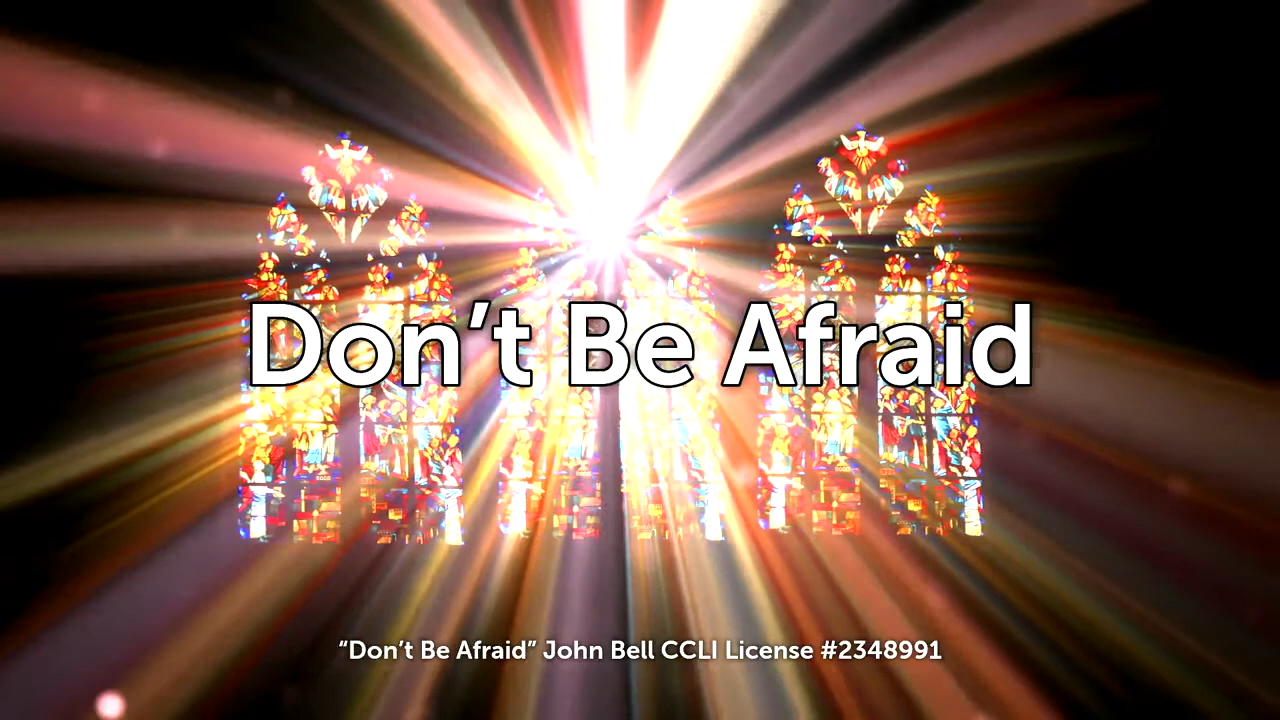 Don’t Be Afraid
“Don’t Be Afraid” John Bell CCLI License #2348991